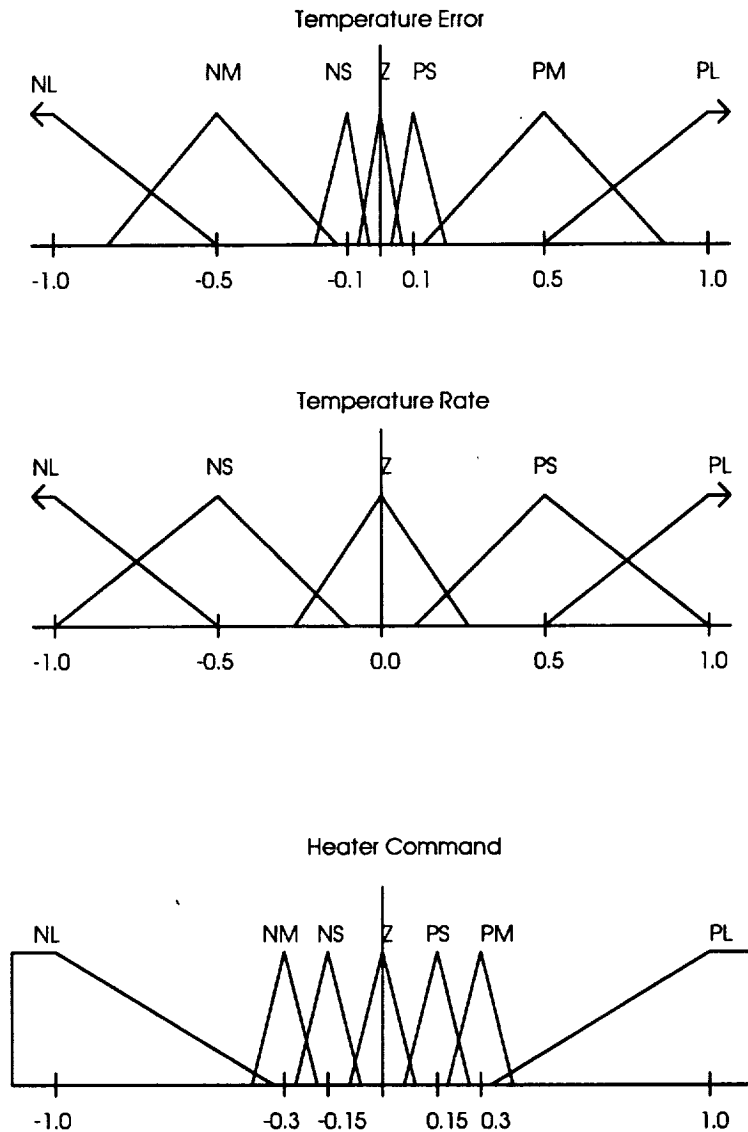 Temperature Error
NL NM NS Z PS PM PL
-1.0 -0.5 -0.1 0.1 0.5 1.0
Temperature Rate
NL NS Z PS PL
-1.0 -0.5 0.0 0.5 1.0
Heater Command
NL NM NS Z PS PM PL
-1.0 -0.3 -0.15 0.15 0.3 1.0